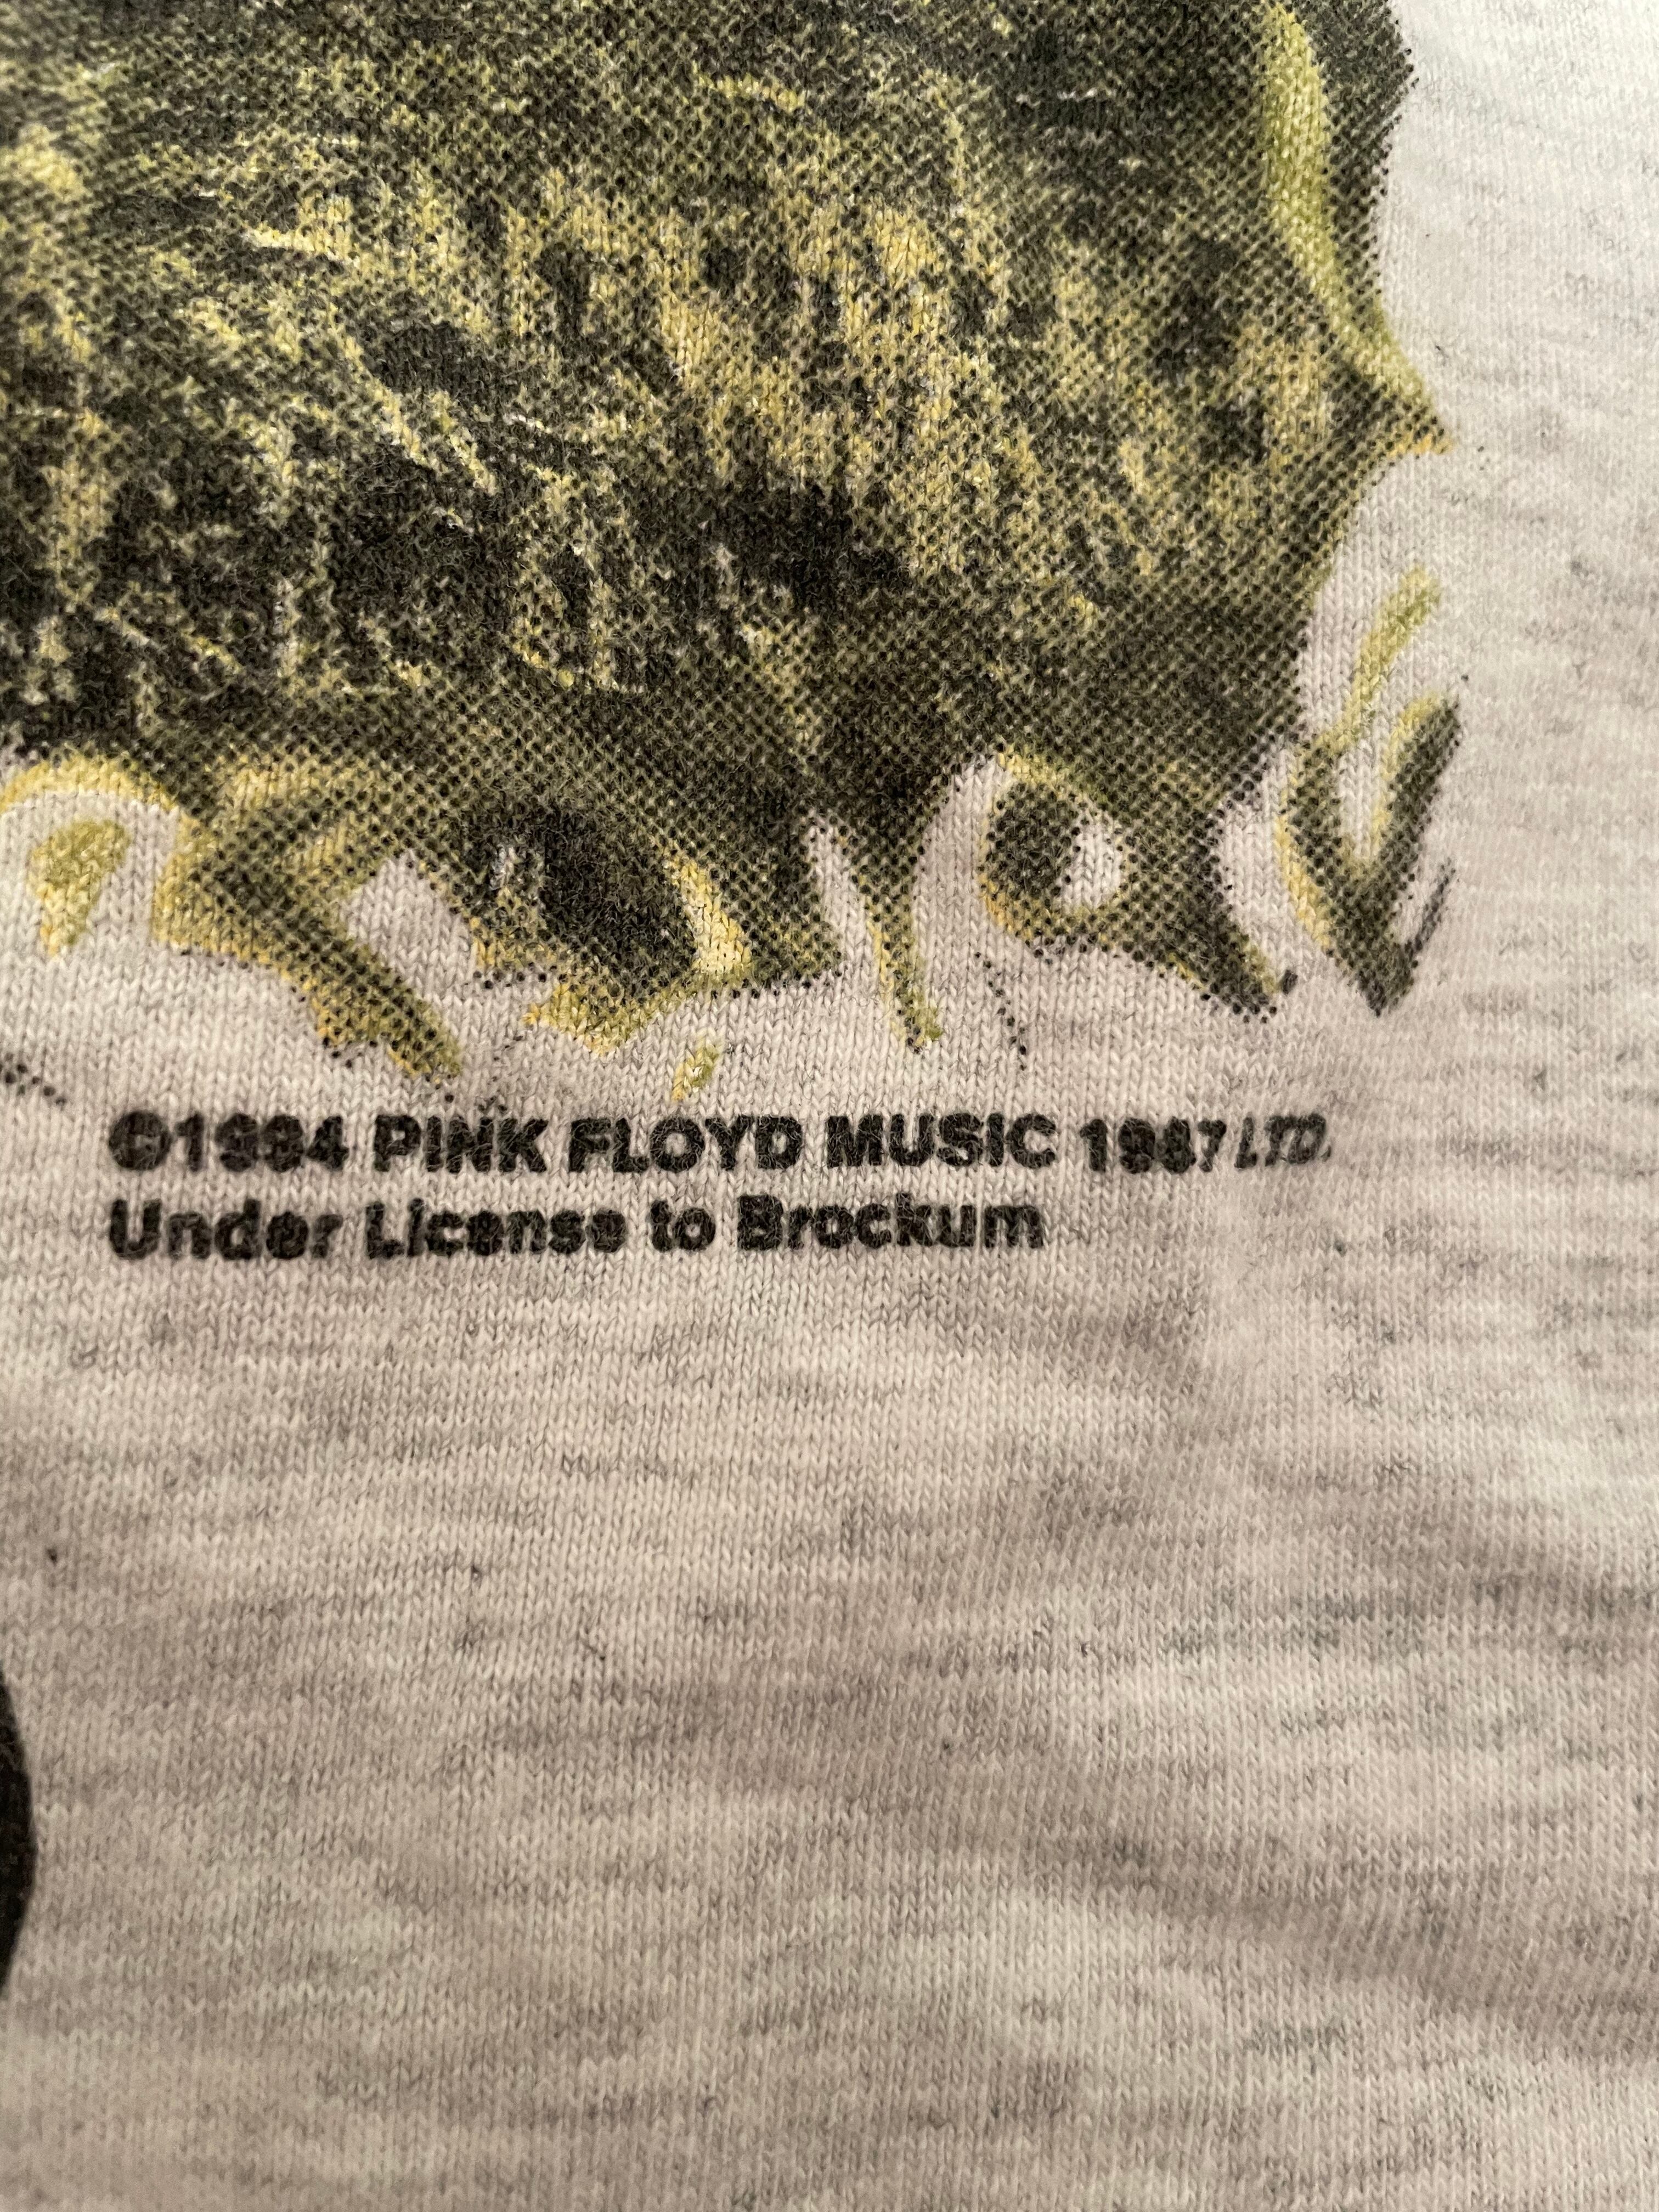 ©1994 PINK FLOYD MUSIC 1987 LTD.
Under License to Brockum